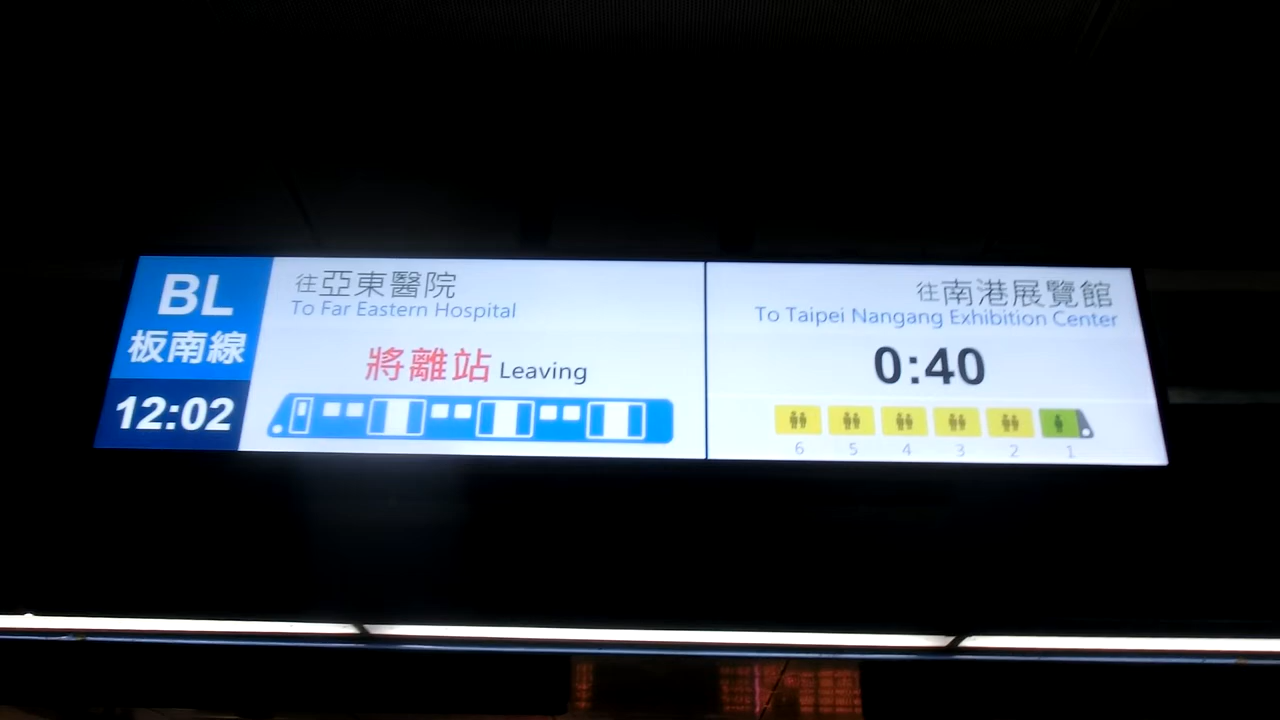 BL
板南線
12:02
往亞東醫院
To Far Eastern Hospital
將離站 Leaving
往南港展覽館
To Taipei Nangang Exhibition Center
0:40
6 5 4 3 2 1